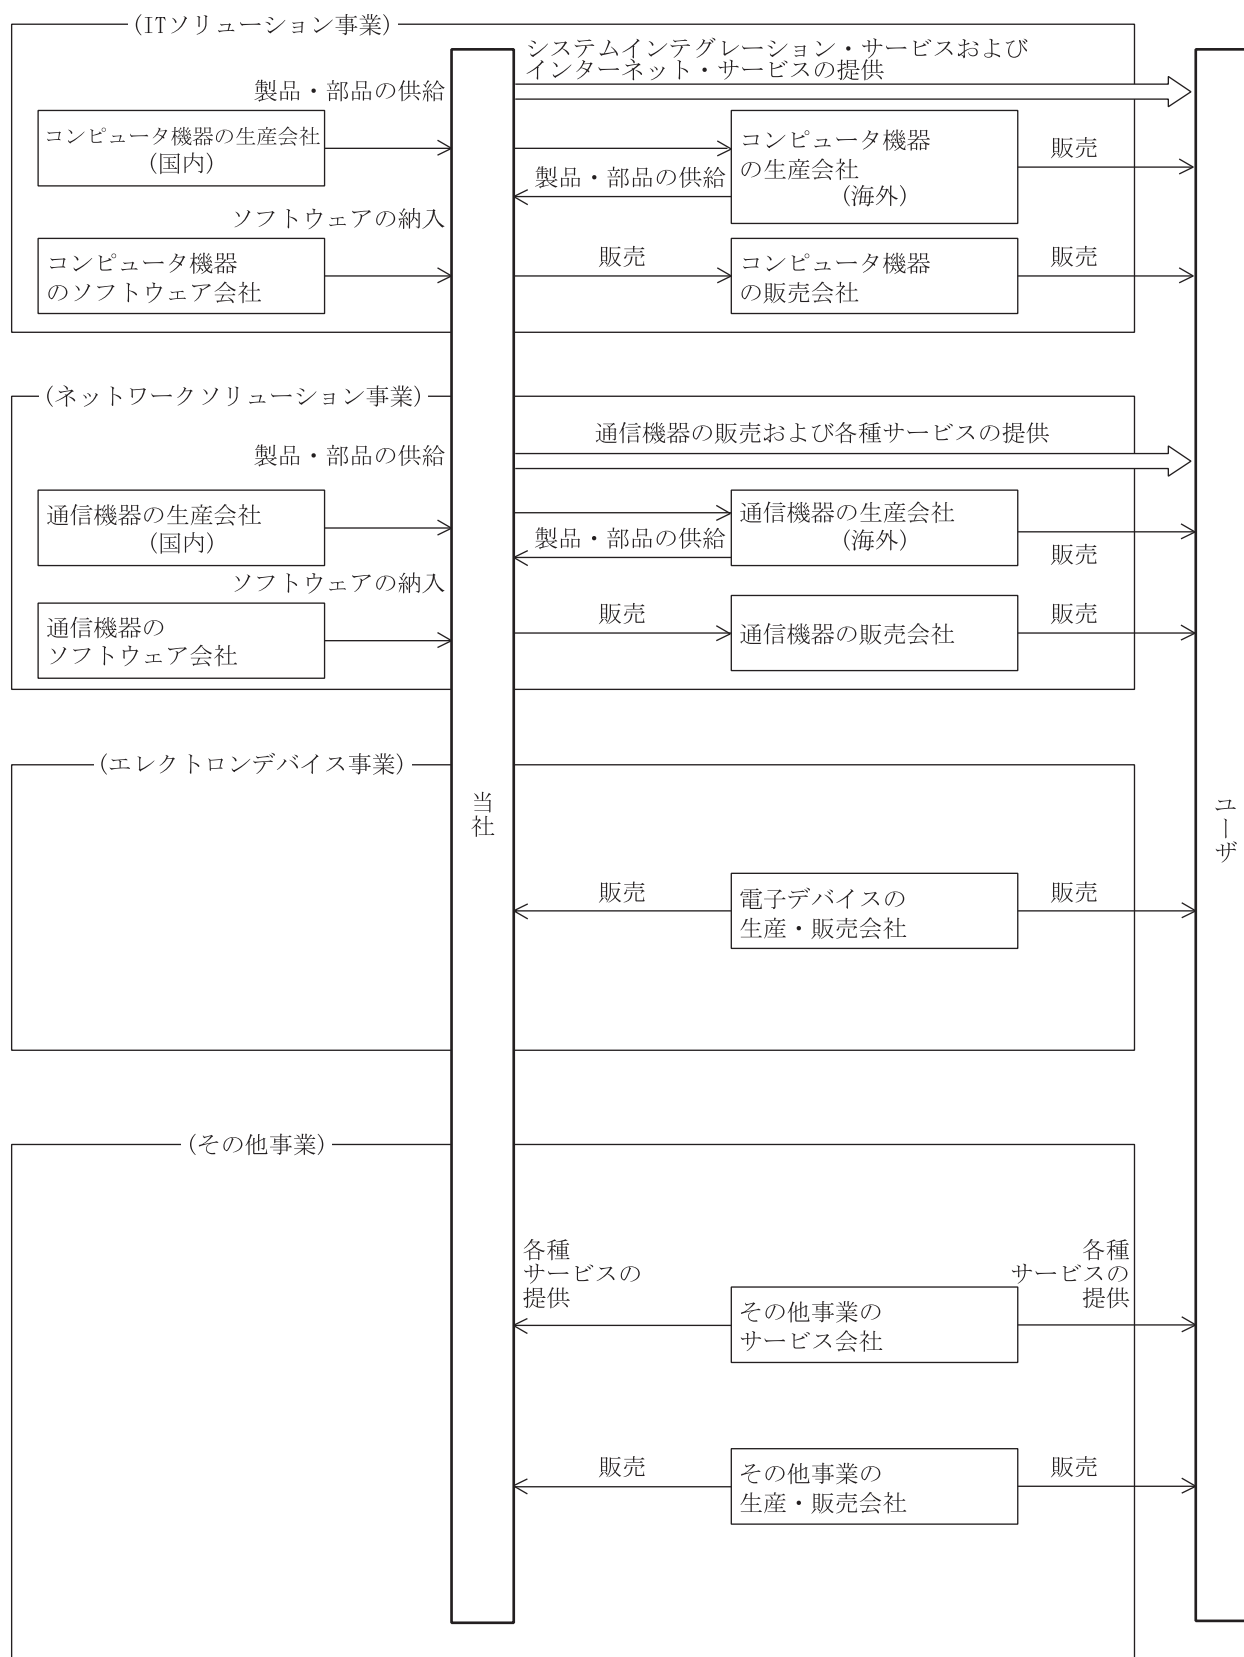 (ITソリューション事業)
システムインテグレーション・サービスおよび
インターネット・サービスの提供
製品・部品の供給
コンピュータ機器の生産会社
(国内)
コンピュータ機器
の生産会社
(海外)
販売
製品・部品の供給
ソフトウェアの納入
コンピュータ機器
のソフトウェア会社
販売
コンピュータ機器
の販売会社
販売
(ネットワークソリューション事業)
通信機器の販売および各種サービスの提供
製品・部品の供給
通信機器の生産会社
(国内)
通信機器の生産会社
(海外)
製品・部品の供給
販売
ソフトウェアの納入
通信機器の
ソフトウェア会社
販売
通信機器の販売会社
販売
(エレクトロンデバイス事業)
当社
ユーザ
販売
電子デバイスの
生産・販売会社
販売
(その他事業)
各種
サービスの
提供
その他事業の
サービス会社
各種
サービスの
提供
販売
その他事業の
生産・販売会社
販売